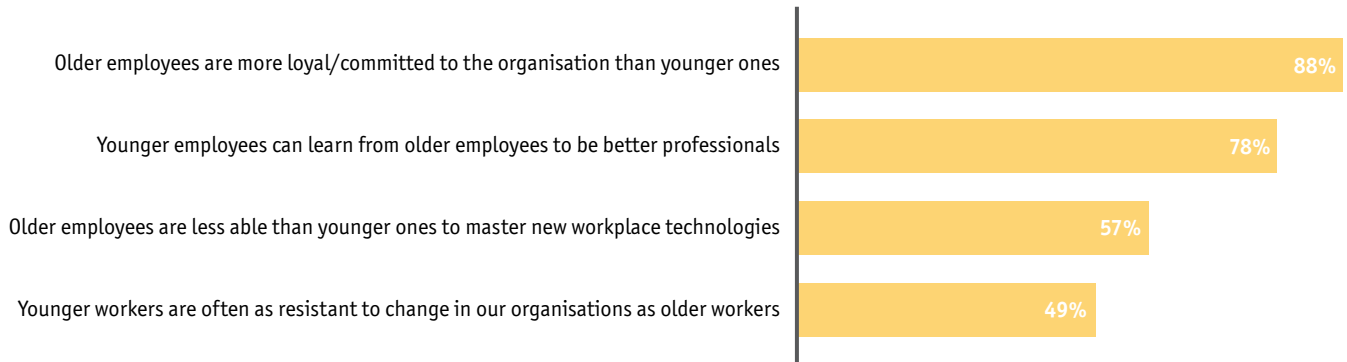 Older employees are more loyal/committed to the organisation than younger ones
88%
Younger employees can learn from older employees to be better professionals
78%
Older employees are less able than younger ones to master new workplace technologies
57%
Younger workers are often as resistant to change in our organisations as older workers
49%